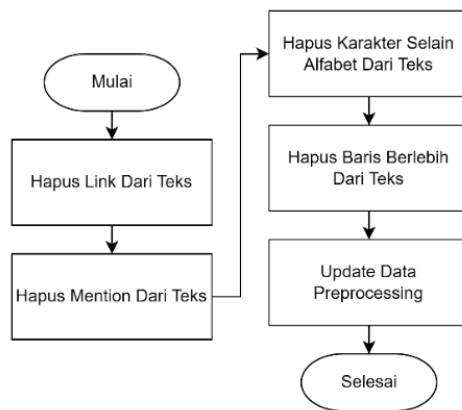 Mulai
Hapus Link Dari Teks
Hapus Mention Dari Teks
Hapus Karakter Selain
Alfabet Dari Teks
Hapus Baris Berlebih
Dari Teks
Update Data
Preprocessing
Selesai